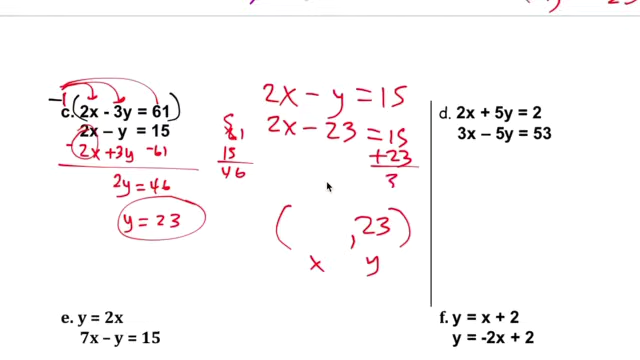 -1(
c. 2x - 3y = 61 )
2x – y = 15
-2x +3y -61
2y = 46
y = 23
61
15
46
2x - y = 15
2x - 23 = 15
+23
3
( , 23 )
x y
d. 2x + 5y = 2
3x - 5y = 53
e. y = 2x
7x – y = 15
f. y = x + 2
y = -2x + 2